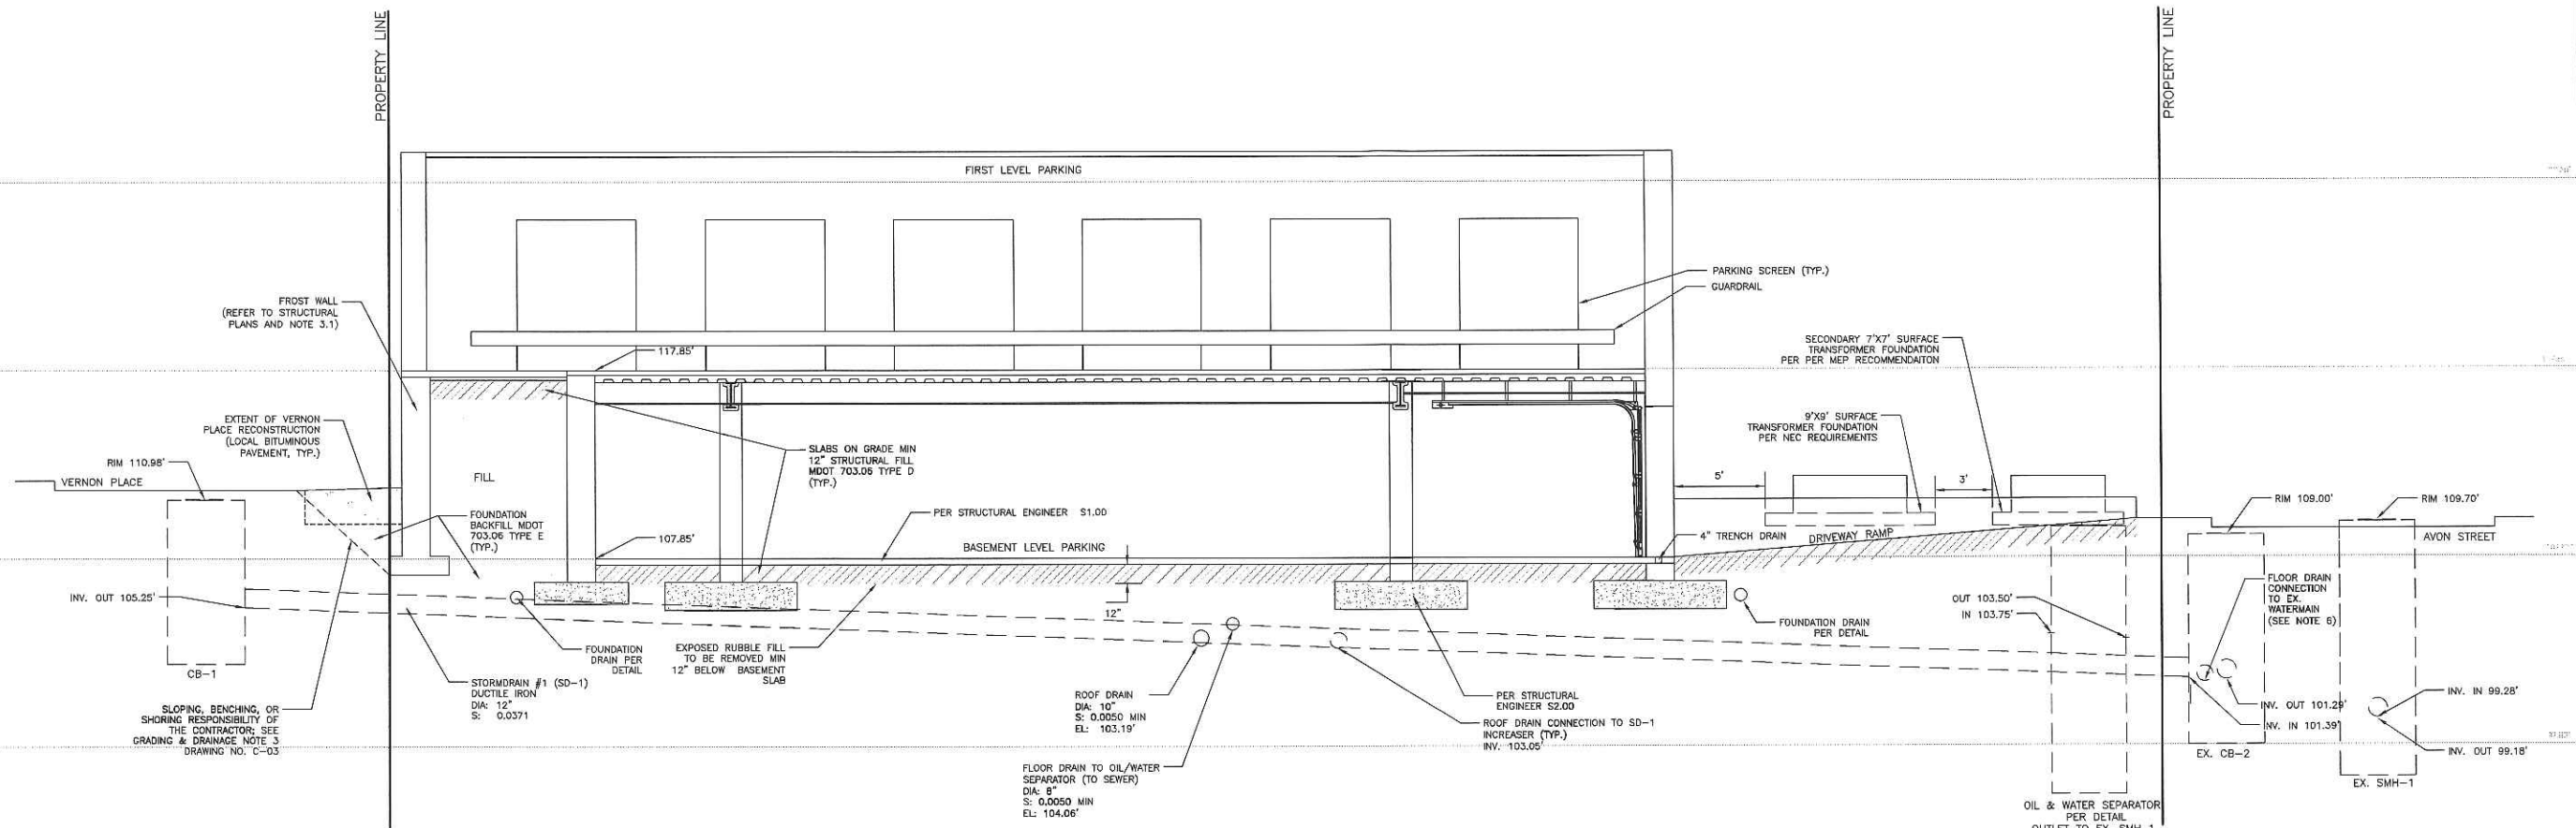 PROPERTY LINE
PROPERTY LINE
FIRST LEVEL PARKING
PARKING SCREEN (TYP.)
GUARDRAIL
FROST WALL
(REFER TO STRUCTURAL
PLANS AND NOTE 3.1)
117.85'
SECONDARY 7'X7' SURFACE
TRANSFORMER FOUNDATION
PER PER MEP RECOMMENDAITON
EXTENT OF VERNON
PLACE RECONSTRUCTION
(LOCAL BITUMINOUS
PAVEMENT, TYP.)
9'X9' SURFACE
TRANSFORMER FOUNDATION
PER NEC REQUIREMENTS
RIM 110.98'
VERNON PLACE
FILL
SLABS ON GRADE MIN
12" STRUCTURAL FILL
MDOT 703.06 TYPE D
(TYP.)
5'
3'
RIM 109.00'
RIM 109.70'
FOUNDATION
BACKFILL MDOT
703.06 TYPE E
(TYP.)
PER STRUCTURAL ENGINEER S1.00
107.85'
BASEMENT LEVEL PARKING
4" TRENCH DRAIN
DRIVEWAY RAMP
AVON STREET
INV. OUT 105.25'
12"
OUT 103.50'
IN 103.75'
FLOOR DRAIN
CONNECTION
TO EX.
WATERMAIN
(SEE NOTE 6)
FOUNDATION DRAIN
PER DETAIL
CB-1
FOUNDATION
DRAIN PER
DETAIL
EXPOSED RUBBLE FILL
TO BE REMOVED MIN
12" BELOW BASEMENT
SLAB
STORMDRAIN #1 (SD-1)
DUCTILE IRON
DIA: 12"
S: 0.0371
ROOF DRAIN
DIA: 10"
S: 0.0050 MIN
EL: 103.19'
PER STRUCTURAL
ENGINEER S2.00
ROOF DRAIN CONNECTION TO SD-1
INCREASER (TYP.)
INV. 103.05'
INV. IN 99.28'
INV. OUT 101.29'
INV. IN 101.39'
INV. OUT 99.18'
SLOPING, BENCHING, OR
SHORING RESPONSIBILITY OF
THE CONTRACTOR; SEE
GRADING & DRAINAGE NOTE 3
DRAWING NO. C-03
EX. CB-2
EX. SMH-1
FLOOR DRAIN TO OIL/WATER
SEPARATOR (TO SEWER)
DIA: 8"
S: 0.0050 MIN
EL: 104.06'
OIL & WATER SEPARATOR
PER DETAIL
OUTLET TO EX. SMH-1